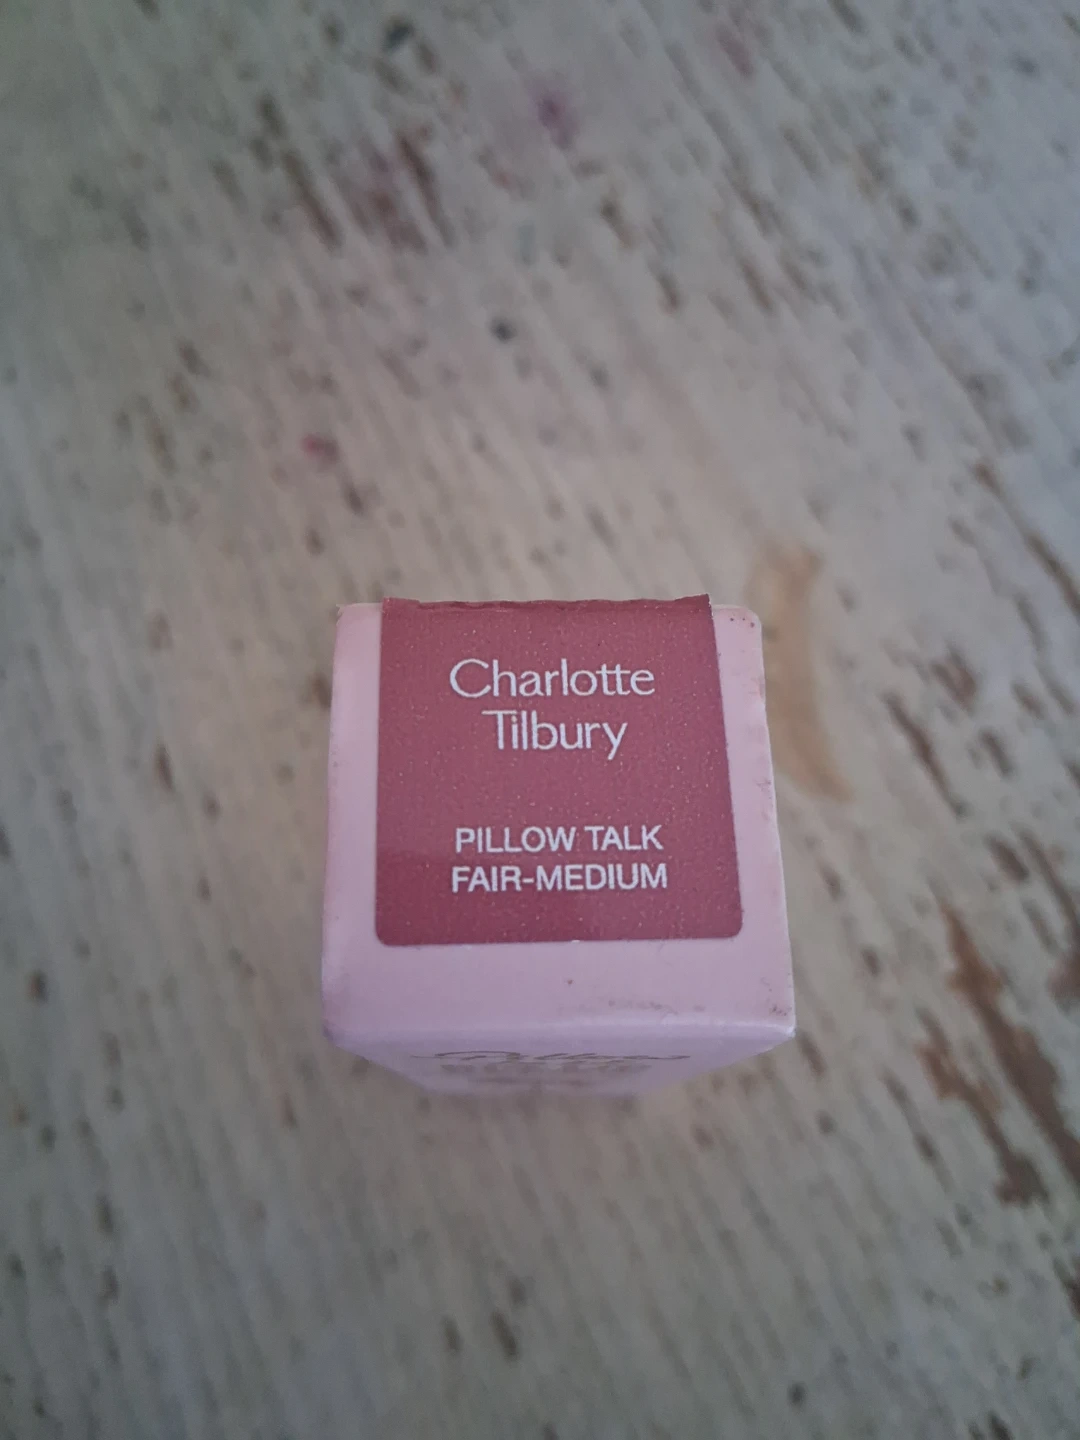 Charlotte
Tilbury
PILLOW TALK
FAIR-MEDIUM